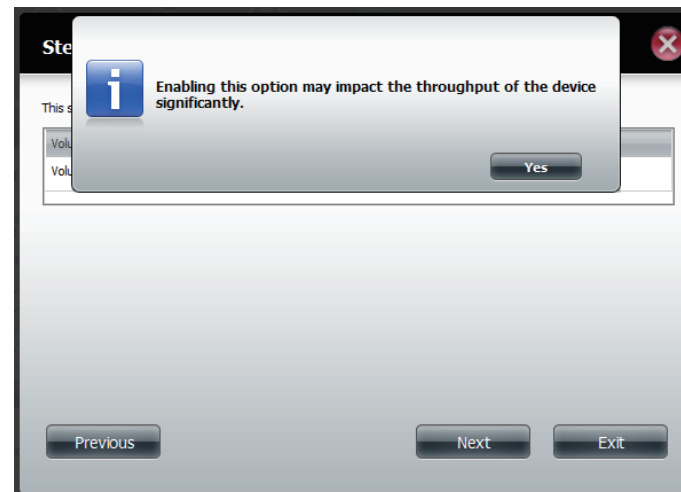 Ste
Enabling this option may impact the throughput of the device
significantly.
This s
Volu
Yes
Volu
Previous
Next
Exit